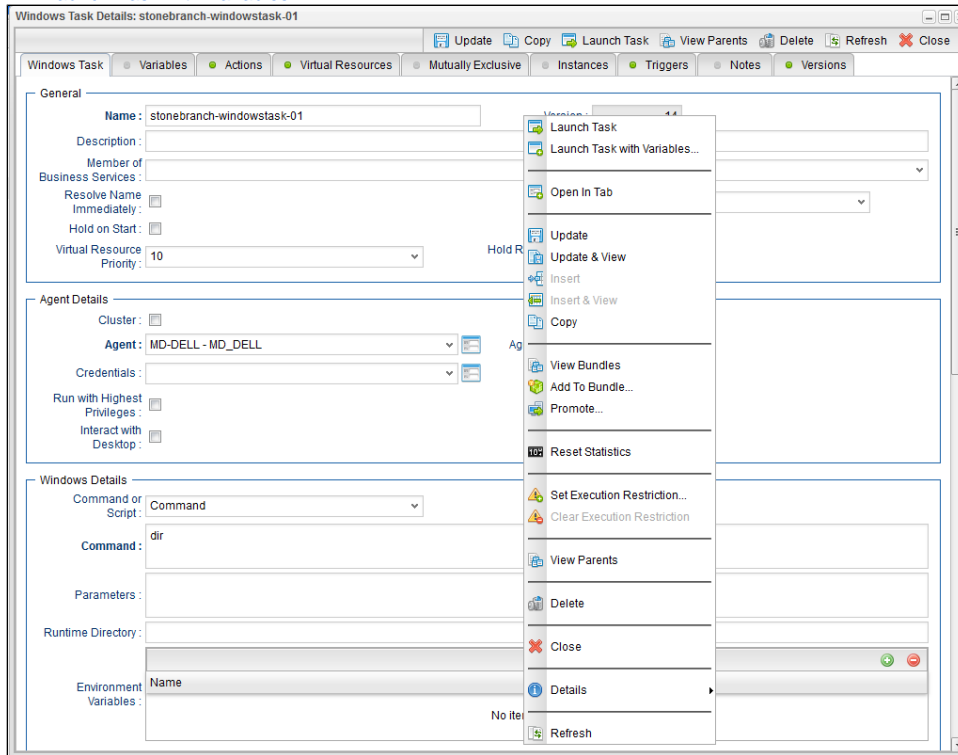 Windows Task Details: stonebranch-windowstask-01
Update Copy Launch Task View Parents Delete Refresh Close
Windows Task Variables Actions Virtual Resources Mutually Exclusive Instances Triggers Notes Versions
General
Name : stonebranch-windowstask-01
Version : 14
Description :
Member of
Business Services :
Resolve Name
Immediately :
Hold on Start :
Virtual Resource
Priority : 10
Hold R
Agent Details
Cluster :
Agent : MD-DELL - MD_DELL
Ag
Credentials :
Run with Highest
Privileges :
Interact with
Desktop :
Windows Details
Command or
Script : Command
Command : dir
Parameters :
Runtime Directory :
Environment
Variables :
Name
No ite
Launch Task
Launch Task with Variables...
Open In Tab
Update
Update & View
Insert
Insert & View
Copy
View Bundles
Add To Bundle...
Promote...
Reset Statistics
Set Execution Restriction...
Clear Execution Restriction
View Parents
Delete
Close
Details
Refresh